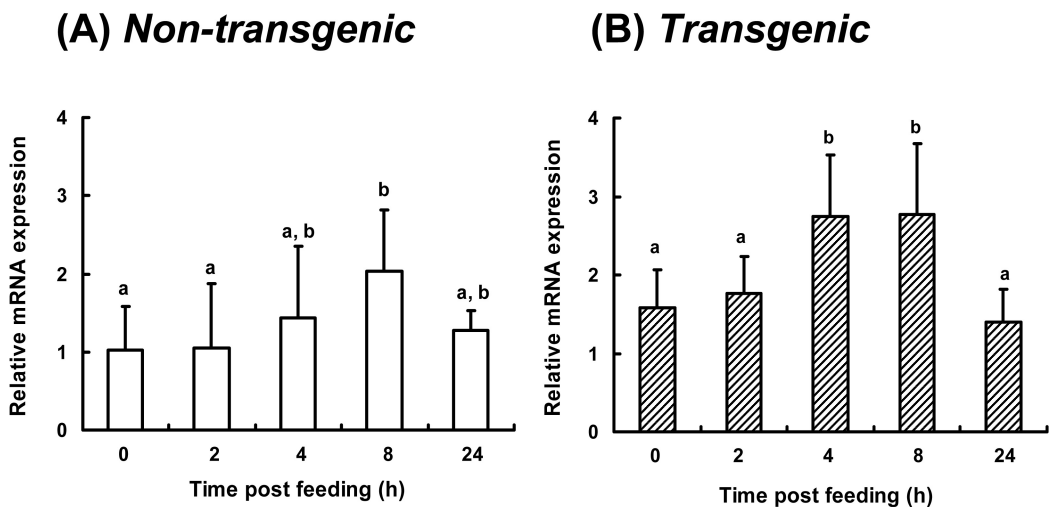 (A) Non-transgenic
Relative mRNA expression
4
3
2
1
0
a
a
a, b
b
a, b
0 2 4 8 24
Time post feeding (h)
(B) Transgenic
Relative mRNA expression
4
3
2
1
0
a
a
b
b
a
0 2 4 8 24
Time post feeding (h)